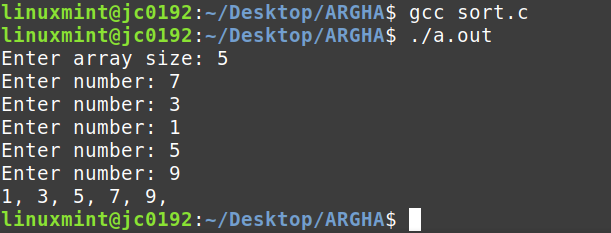 linuxmint@jc0192:~/Desktop/ARGHA$ gcc sort.c
linuxmint@jc0192:~/Desktop/ARGHA$ ./a.out
Enter array size: 5
Enter number: 7
Enter number: 3
Enter number: 1
Enter number: 5
Enter number: 9
1, 3, 5, 7, 9,
linuxmint@jc0192:~/Desktop/ARGHA$